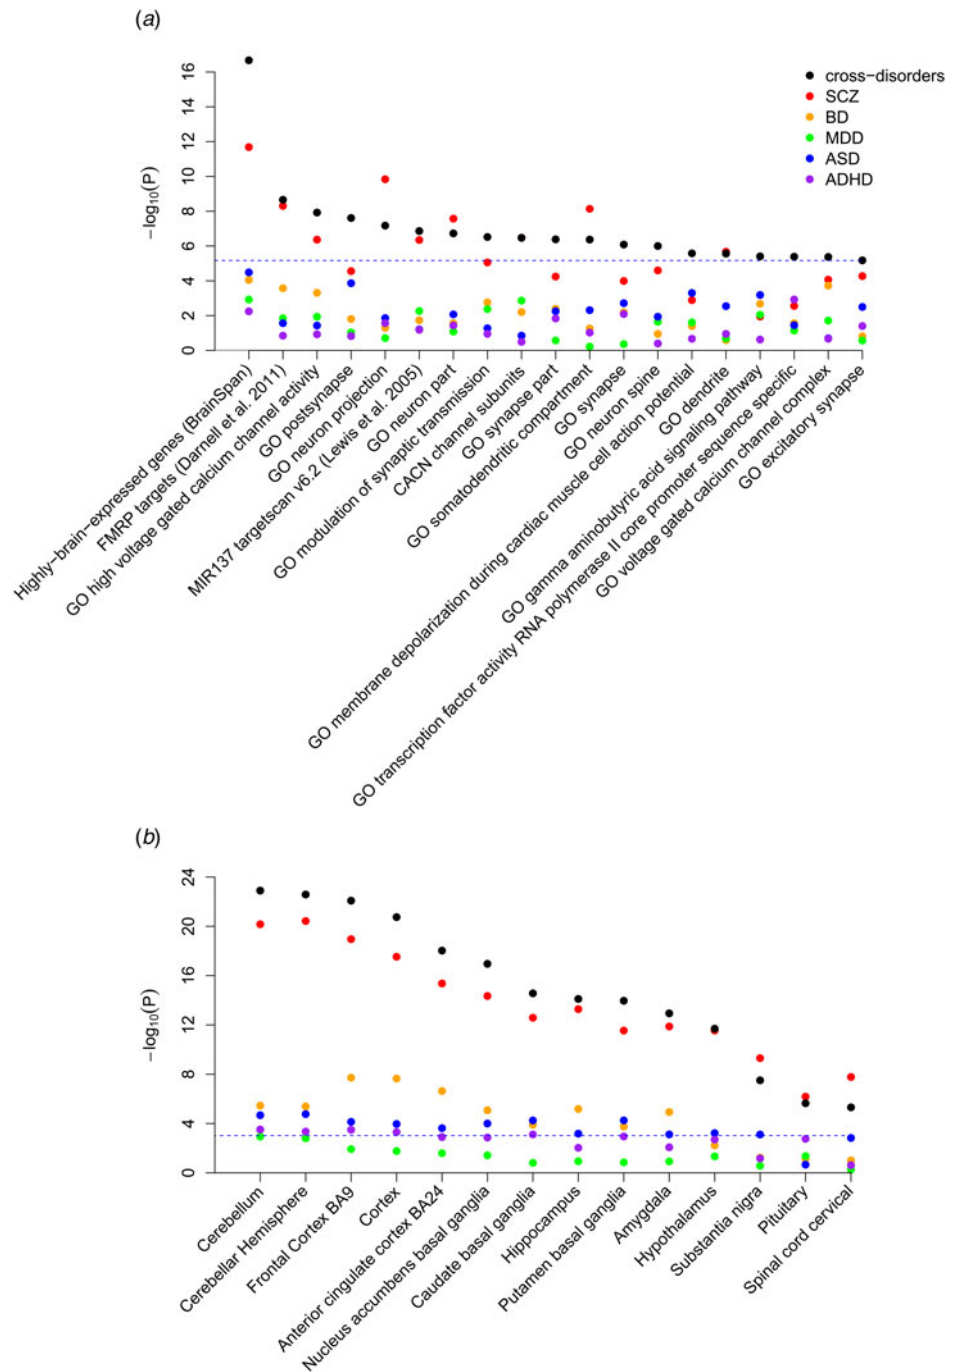 (a)
16
14
12
10
8
6
4
2
0
−log10(P)
cross−disorders
SCZ
BD
MDD
ASD
ADHD
Highly−brain−expressed genes (BrainSpan)
FMRP targets (Darnell et al. 2011)
GO high voltage gated calcium channel activity
GO postsynapse
GO neuron projection
MIR137 targetscan v6.2 (Lewis et al. 2005)
GO neuron part
GO modulation of synaptic transmission
CACN channel subunits
GO synapse part
GO somatodendritic compartment
GO synapse
GO neuron spine
GO membrane depolarization during cardiac muscle cell action potential
GO dendrite
GO gamma aminobutyric acid signaling pathway
GO transcription factor activity RNA polymerase II core promoter sequence specific
GO voltage gated calcium channel complex
GO excitatory synapse
(b)
24
20
16
12
8
4
0
−log10(P)
Cerebellum
Cerebellar Hemisphere
Frontal Cortex BA9
Cortex
Anterior cingulate cortex BA24
Nucleus accumbens basal ganglia
Caudate basal ganglia
Hippocampus
Putamen basal ganglia
Amygdala
Hypothalamus
Substantia nigra
Pituitary
Spinal cord cervical